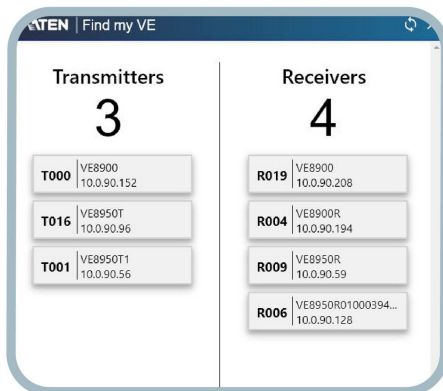 ATEN | Find my VE
Transmitters
3
T000 VE8900
10.0.90.152
T016 VE8950T
10.0.90.96
T001 VE8950T1
10.0.90.56
Receivers
4
R019 VE8900
10.0.90.208
R004 VE8900R
10.0.90.194
R009 VE8950R
10.0.90.59
R006 VE8950R01000394...
10.0.90.128